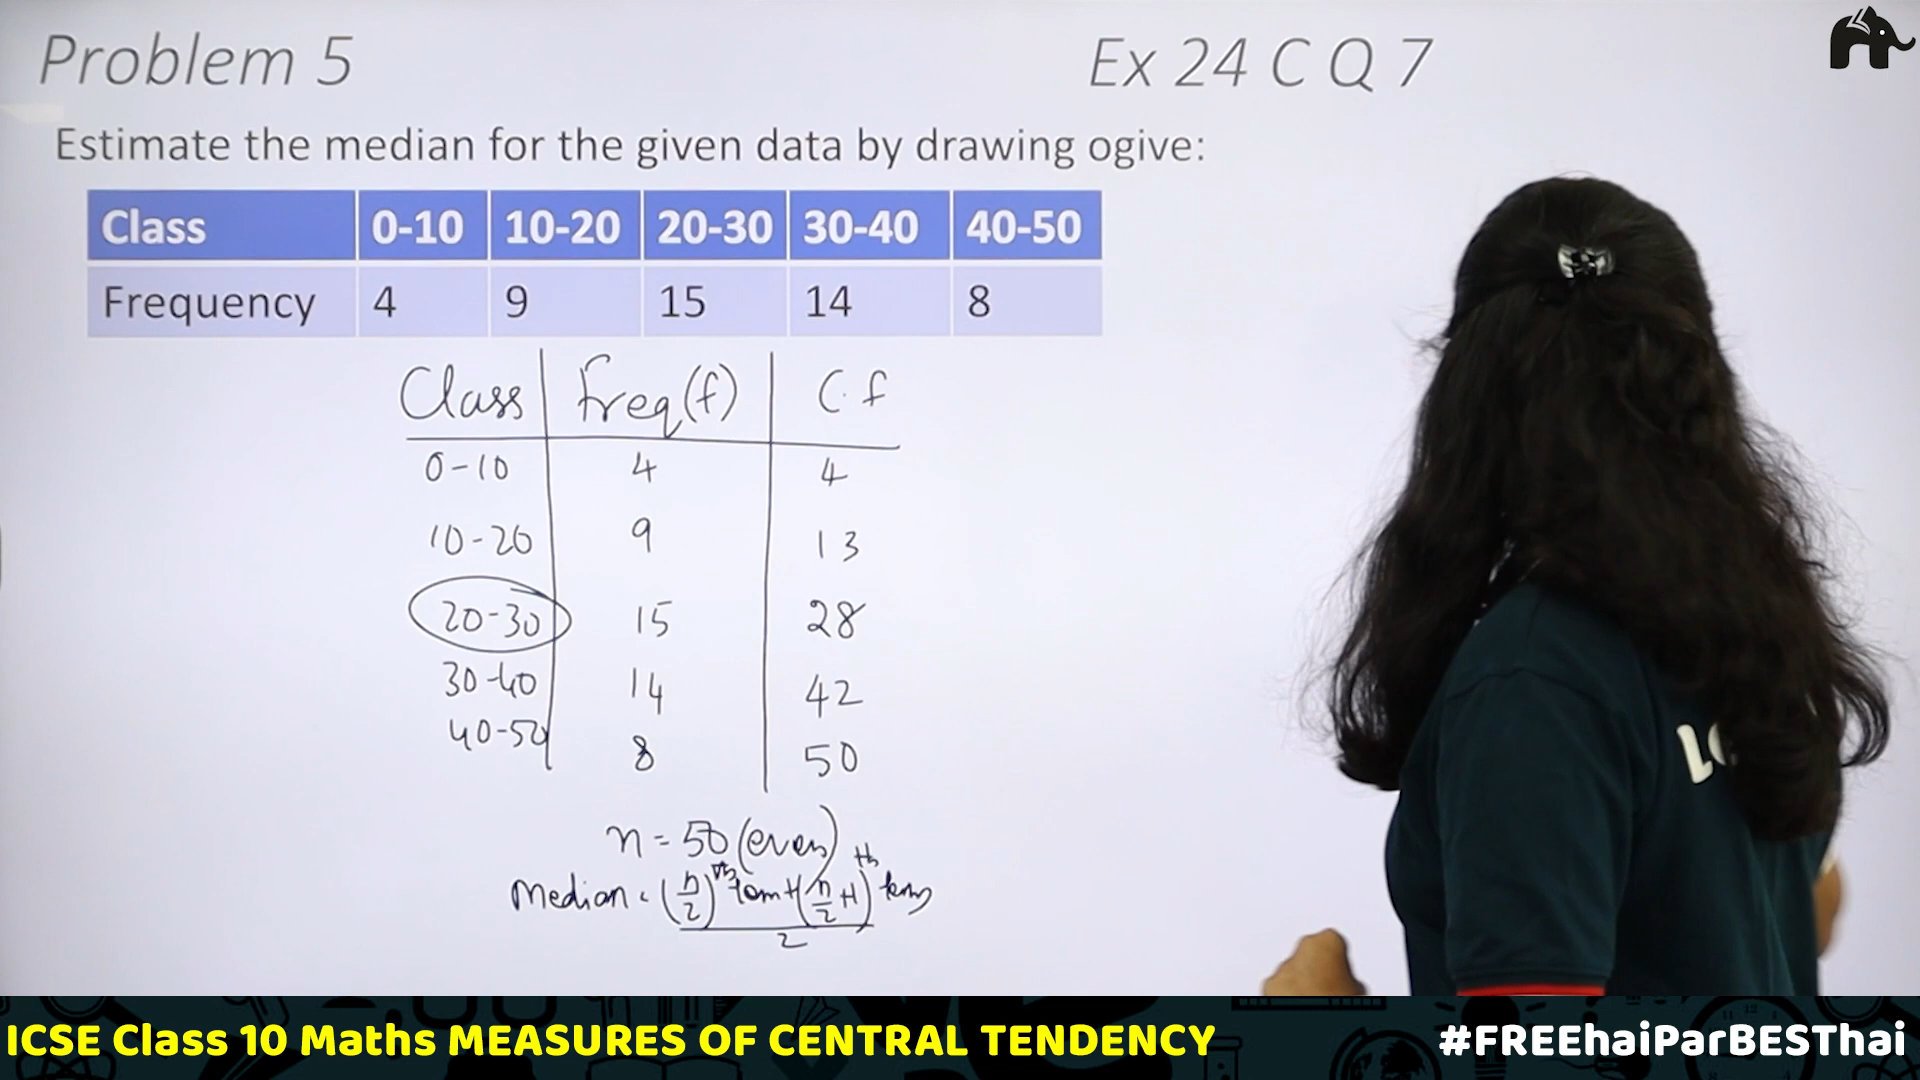 Problem 5 Ex 24 C Q 7
Estimate the median for the given data by drawing ogive:
Class 0-10 10-20 20-30 30-40 40-50
Frequency 4 9 15 14 8
Class Freq(f) C.f
0-10 4 4
10-20 9 13
20-30 15 28
30-40 14 42
40-50 8 50
n = 50 (even)
Median = (n/2)th term + (n/2 + 1)th term
2
LO
ICSE Class 10 Maths MEASURES OF CENTRAL TENDENCY #FREEhaiParBESThai